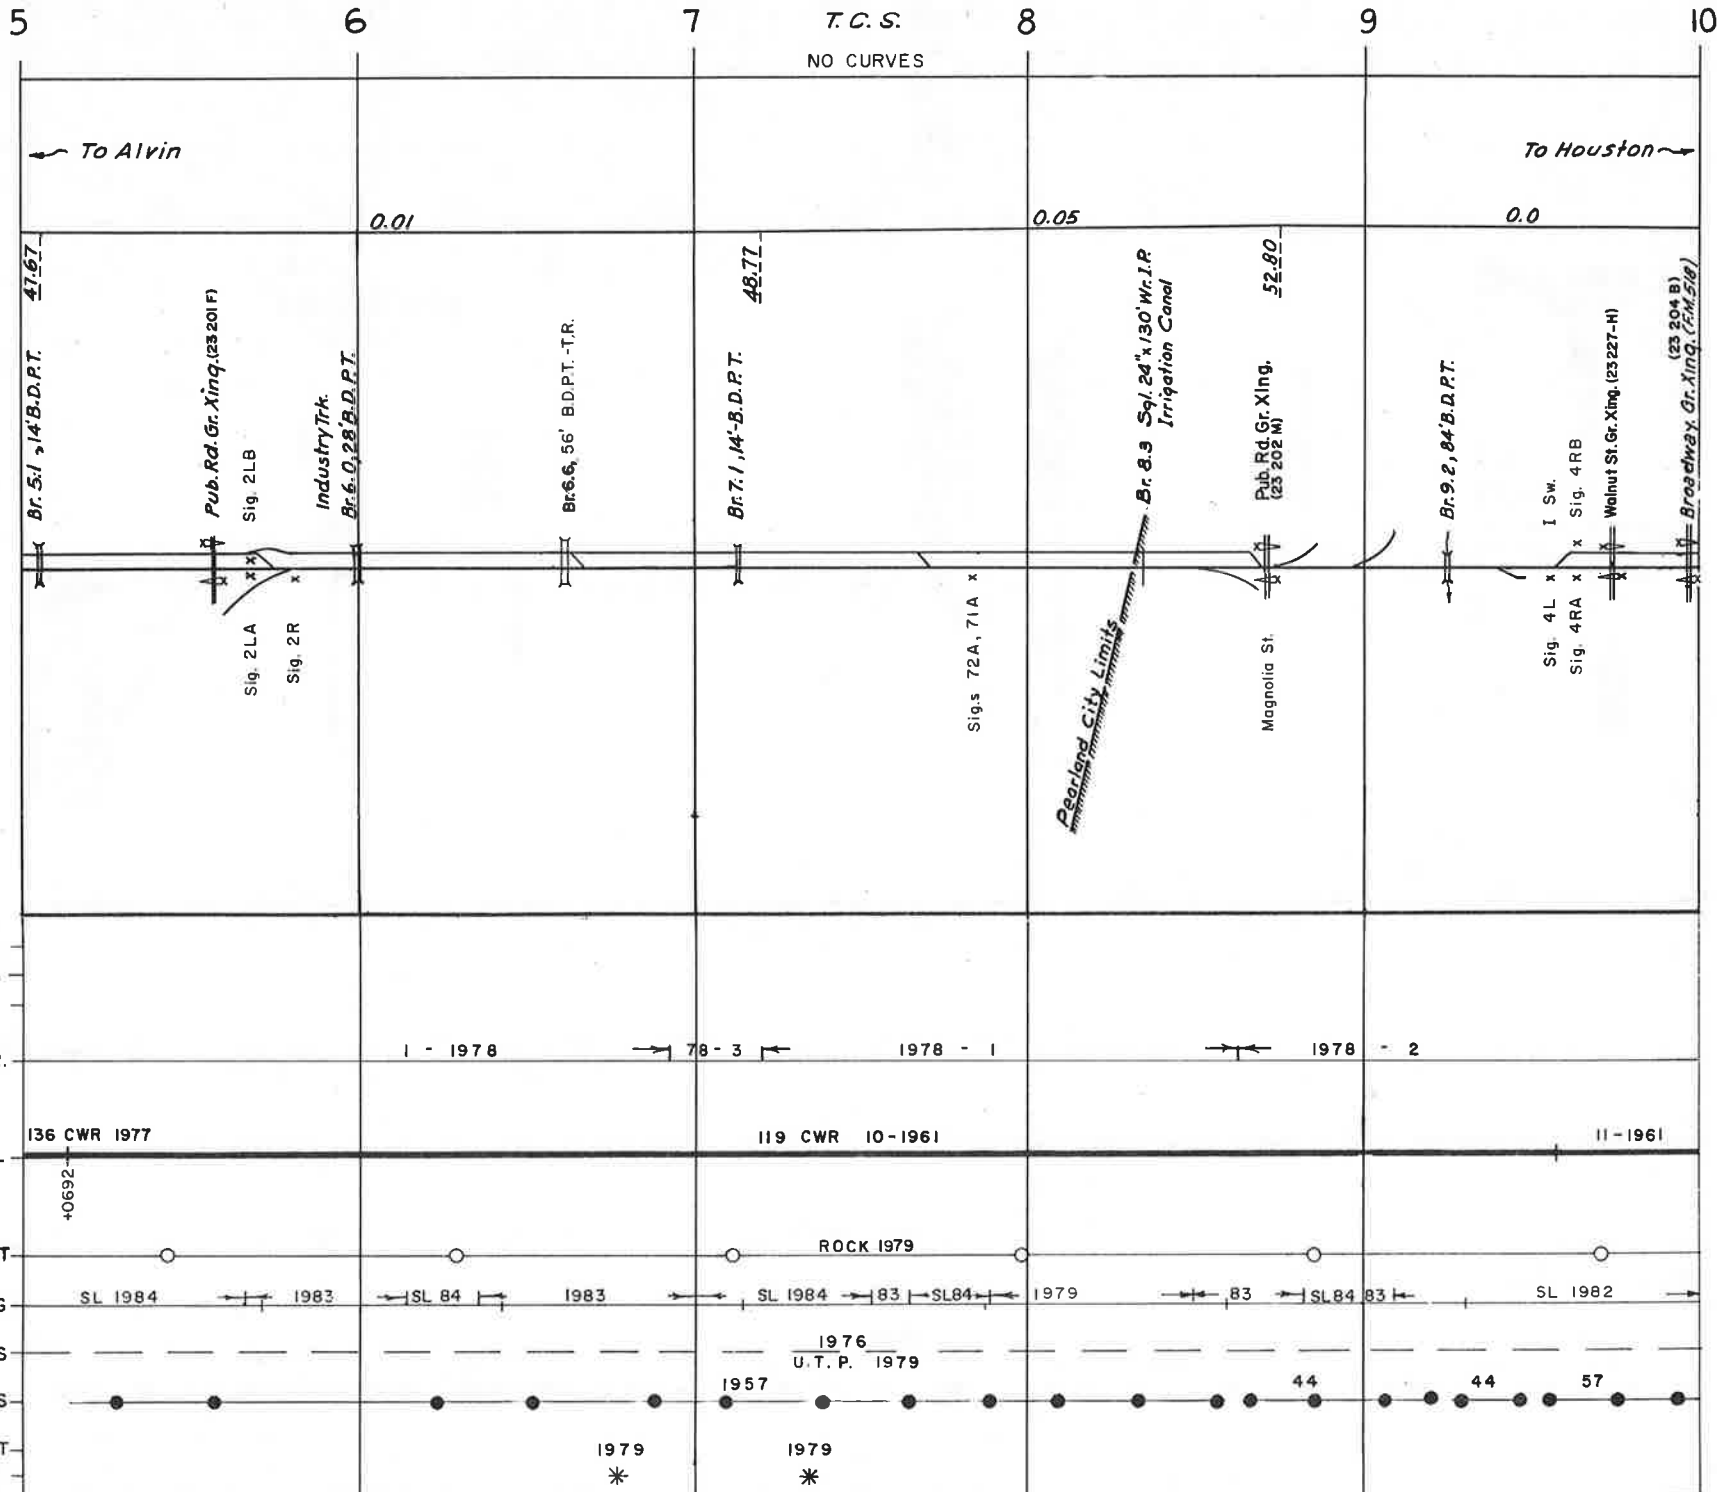 5 6 7 T.C.S. 8 9 10
NO CURVES
To Alvin
To Houston
0.01
0.05
0.0
47.67
48.77
52.80
Br. 5.1, 14' B.D.P.T.
Pub. Rd. Gr. Xing. (23 201 F)
Sig. 2LB
Industry Trk.
Br. 6.0, 28' B.D.P.T.
Br. 6.6, 56' B.D.P.T. -T.R.
Br. 7.1, 14'-B.D.P.T.
Br. 8.3 Sgl. 24" x 130' Wr. I.P.
Irrigation Canal
Pub. Rd. Gr. Xing.
(23 202 M)
Br. 9.2, 84' B.D.P.T.
I Sw.
Sig. 4RB
Walnut St. Gr. Xing. (23 227-H)
(23 204 B)
Broadway. Gr. Xing. (F.M. 518)
Sig. 2LA
Sig. 2R
Sig.s 72A, 71A
Pearland City Limits
Magnolia St.
Sig. 4L
Sig. 4RA
1 - 1978
78 - 3
1978 - 1
1978 - 2
136 CWR 1977
119 CWR 10-1961
11-1961
+0692
T
ROCK 1979
SL 1984 1983 SL 84 1983 SL 1984 83 SL84 1979 83 SL84 83 SL 1982
S
1976
U.T.P. 1979
S
1957 44 44 57
T
1979 1979